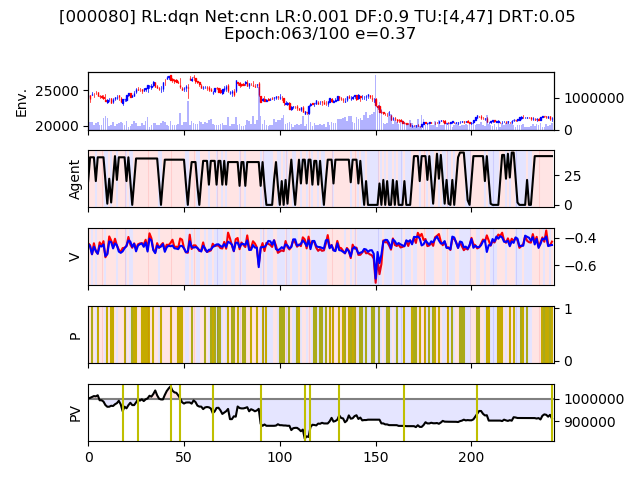 [000080] RL:dqn Net:cnn LR:0.001 DF:0.9 TU:[4,47] DRT:0.05
Epoch:063/100 e=0.37
Env.
25000
20000
1000000
0
Agent
25
0
V
−0.4
−0.6
P
1
0
PV
1000000
900000
0
50
100
150
200